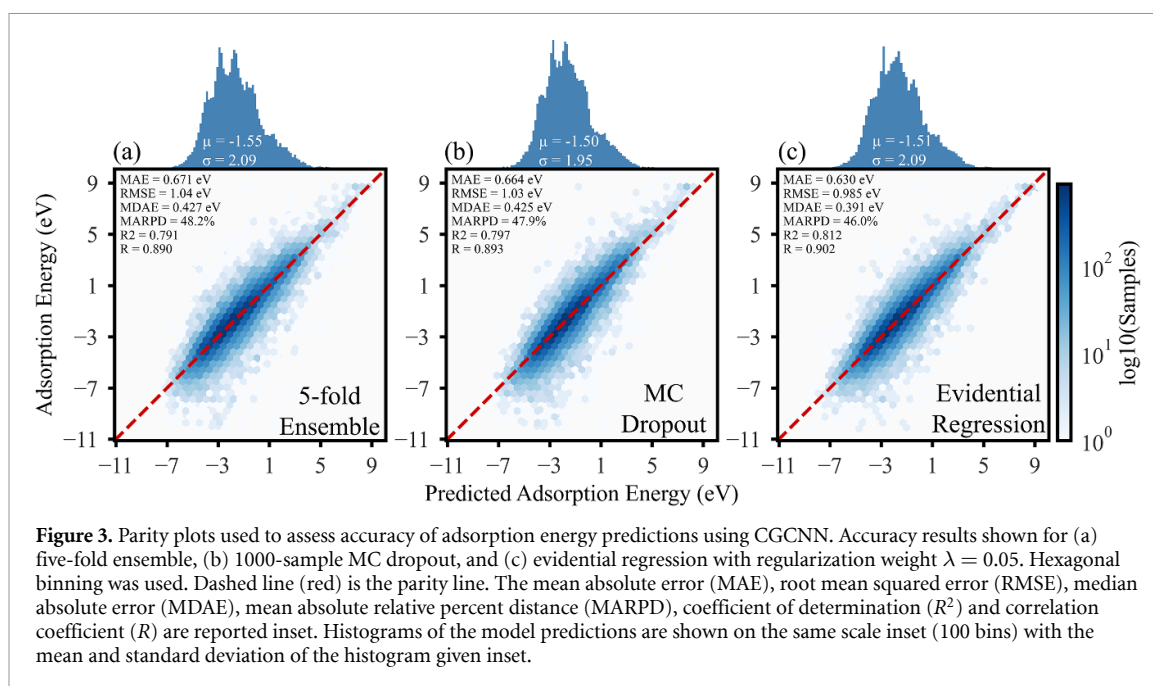 μ = -1.55
σ = 2.09
μ = -1.50
σ = 1.95
μ = -1.51
σ = 2.09
(a)
(b)
(c)
MAE = 0.671 eV
RMSE = 1.04 eV
MDAE = 0.427 eV
MARPD = 48.2%
R2 = 0.791
R = 0.890
5-fold
Ensemble
MAE = 0.664 eV
RMSE = 1.03 eV
MDAE = 0.425 eV
MARPD = 47.9%
R2 = 0.797
R = 0.893
MC
Dropout
MAE = 0.630 eV
RMSE = 0.985 eV
MDAE = 0.391 eV
MARPD = 46.0%
R2 = 0.812
R = 0.902
Evidential
Regression
Adsorption Energy (eV)
9
5
1
−3
−7
−11
9
5
1
−3
−7
−11
9
5
1
−3
−7
−11
−11 −7 −3 1 5 9
−11 −7 −3 1 5 9
−11 −7 −3 1 5 9
Predicted Adsorption Energy (eV)
10²
10¹
10⁰
log10(Samples)
Figure 3. Parity plots used to assess accuracy of adsorption energy predictions using CGCNN. Accuracy results shown for (a)
five-fold ensemble, (b) 1000-sample MC dropout, and (c) evidential regression with regularization weight λ = 0.05. Hexagonal
binning was used. Dashed line (red) is the parity line. The mean absolute error (MAE), root mean squared error (RMSE), median
absolute error (MDAE), mean absolute relative percent distance (MARPD), coefficient of determination (R²) and correlation
coefficient (R) are reported inset. Histograms of the model predictions are shown on the same scale inset (100 bins) with the
mean and standard deviation of the histogram given inset.